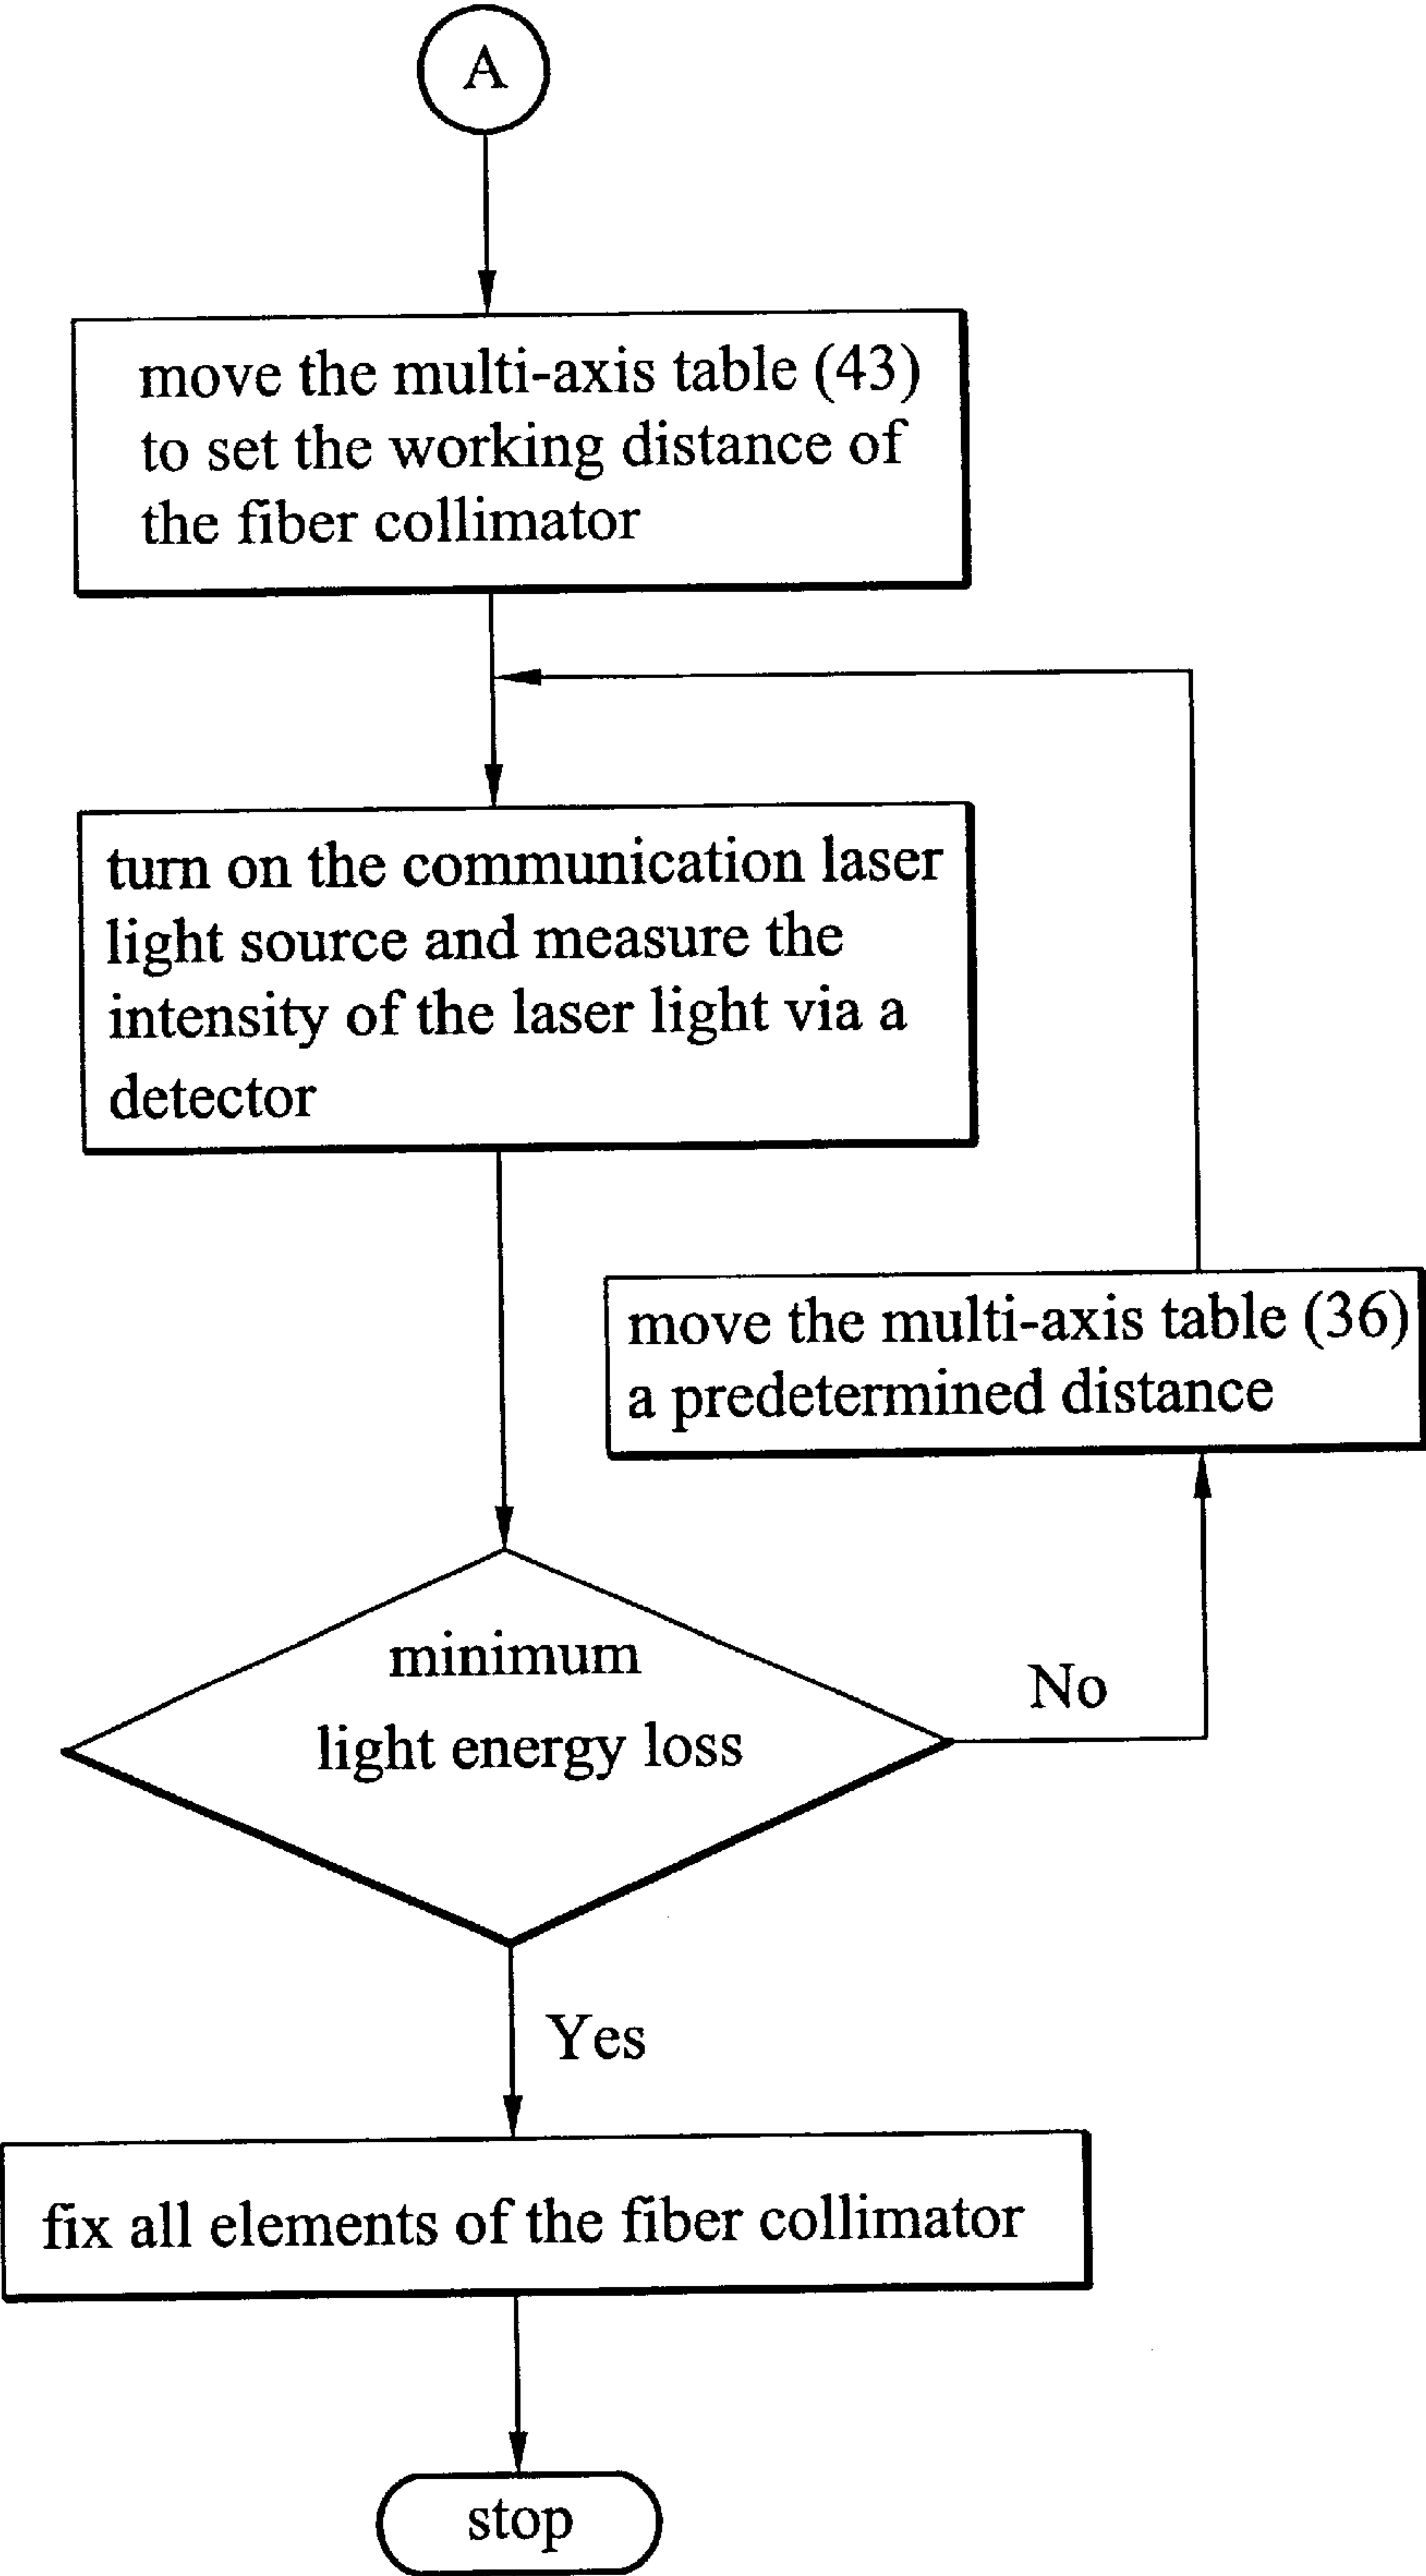 A
move the multi-axis table (43)
to set the working distance of
the fiber collimator
turn on the communication laser
light source and measure the
intensity of the laser light via a
detector
move the multi-axis table (36)
a predetermined distance
minimum
light energy loss
No
Yes
fix all elements of the fiber collimator
stop